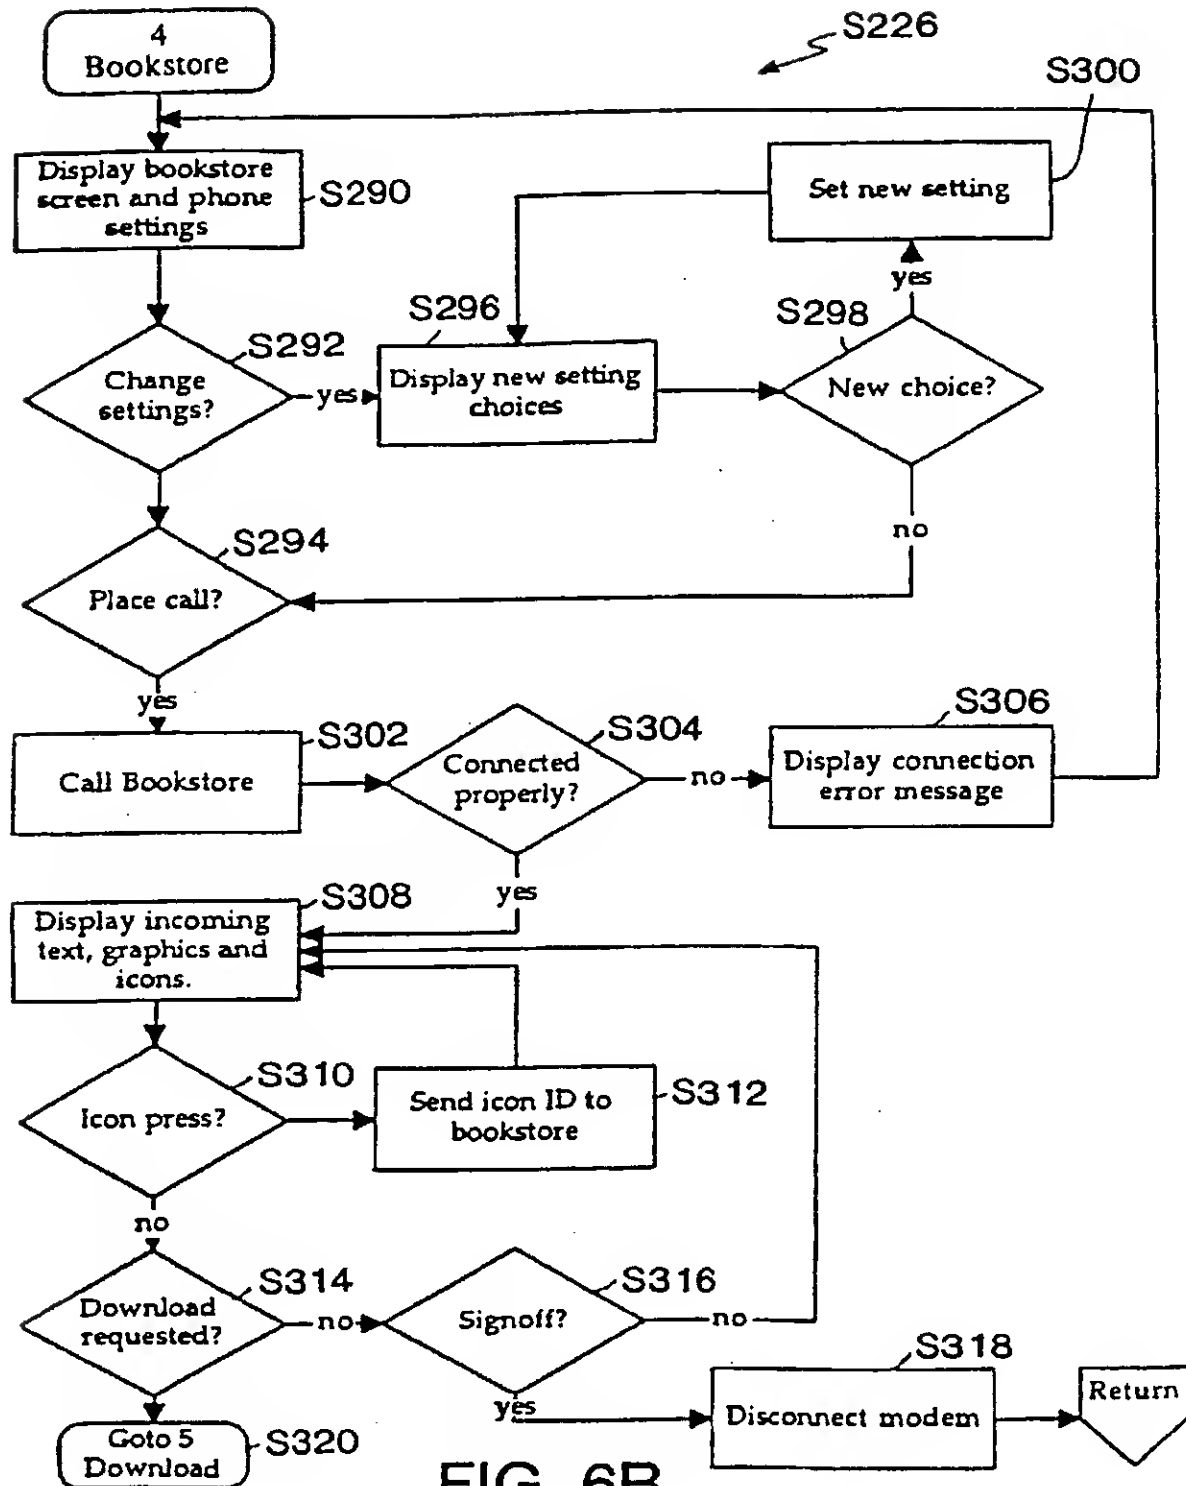 4
Bookstore
S226
S300
Display bookstore
screen and phone
settings
S290
Set new setting
yes
S296
S298
S292
Change
settings?
yes
Display new setting
choices
New choice?
no
S294
Place call?
yes
S302
Call Bookstore
S304
Connected
properly?
no
S306
Display connection
error message
yes
S308
Display incoming
text, graphics and
icons.
S310
Icon press?
Send icon ID to
bookstore
S312
no
S314
Download
requested?
no
S316
Signoff?
no
S318
yes
Disconnect modem
Return
Goto 5
Download
S320
FIG. 6B